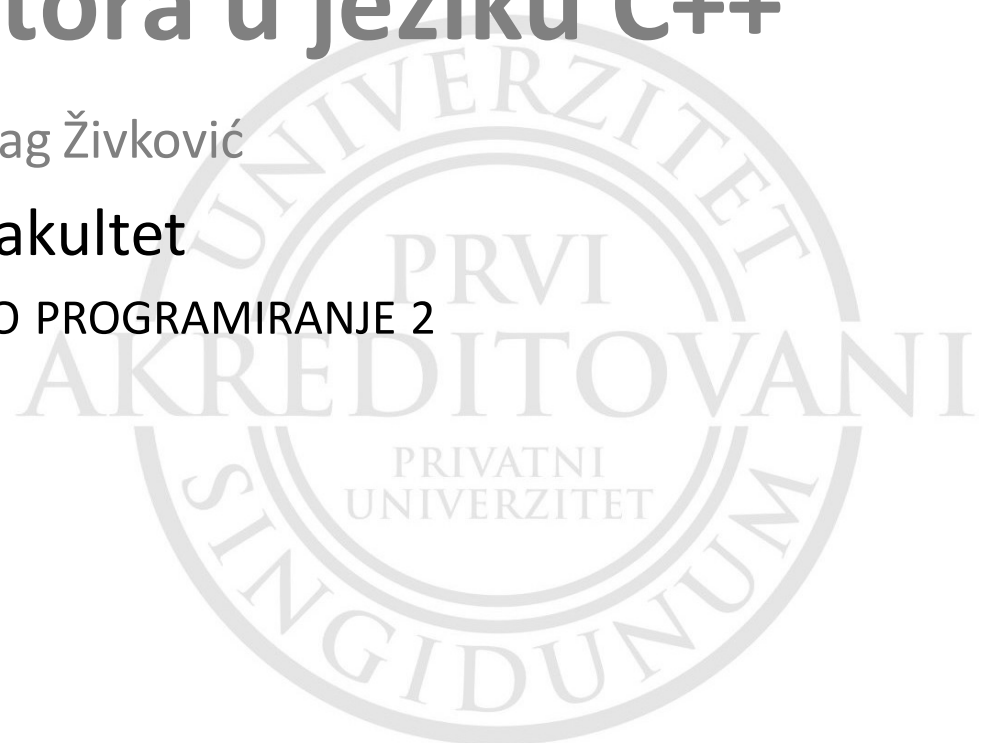 tora u jeziku C++
ag Živković
akultet
O PROGRAMIRANJE 2
UNIVERZITET
PRVI
AKREDITOVANI
PRIVATNI
UNIVERZITET
SINGIDUNUM